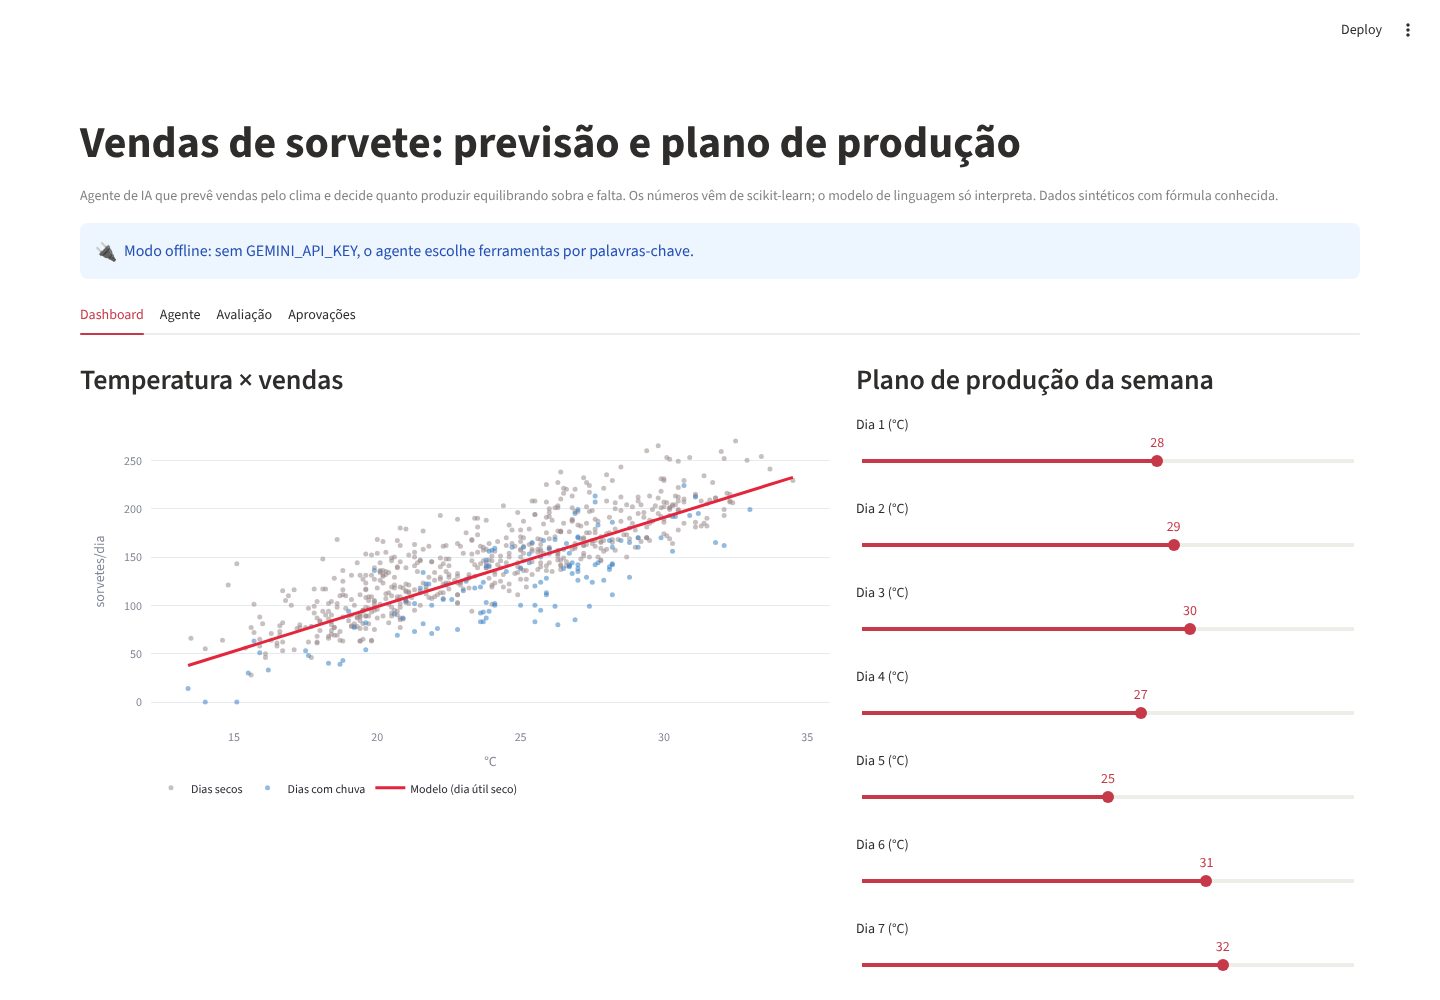 Deploy
Vendas de sorvete: previsão e plano de produção
Agente de IA que prevê vendas pelo clima e decide quanto produzir equilibrando sobra e falta. Os números vêm de scikit-learn; o modelo de linguagem só interpreta. Dados sintéticos com fórmula conhecida.
Modo offline: sem GEMINI_API_KEY, o agente escolhe ferramentas por palavras-chave.
Dashboard Agente Avaliação Aprovações
Temperatura × vendas
250
200
150
100
50
0
sorvetes/dia
15 20 25 30 35
°C
Dias secos Dias com chuva Modelo (dia útil seco)
Plano de produção da semana
Dia 1 (°C)
28
Dia 2 (°C)
29
Dia 3 (°C)
30
Dia 4 (°C)
27
Dia 5 (°C)
25
Dia 6 (°C)
31
Dia 7 (°C)
32